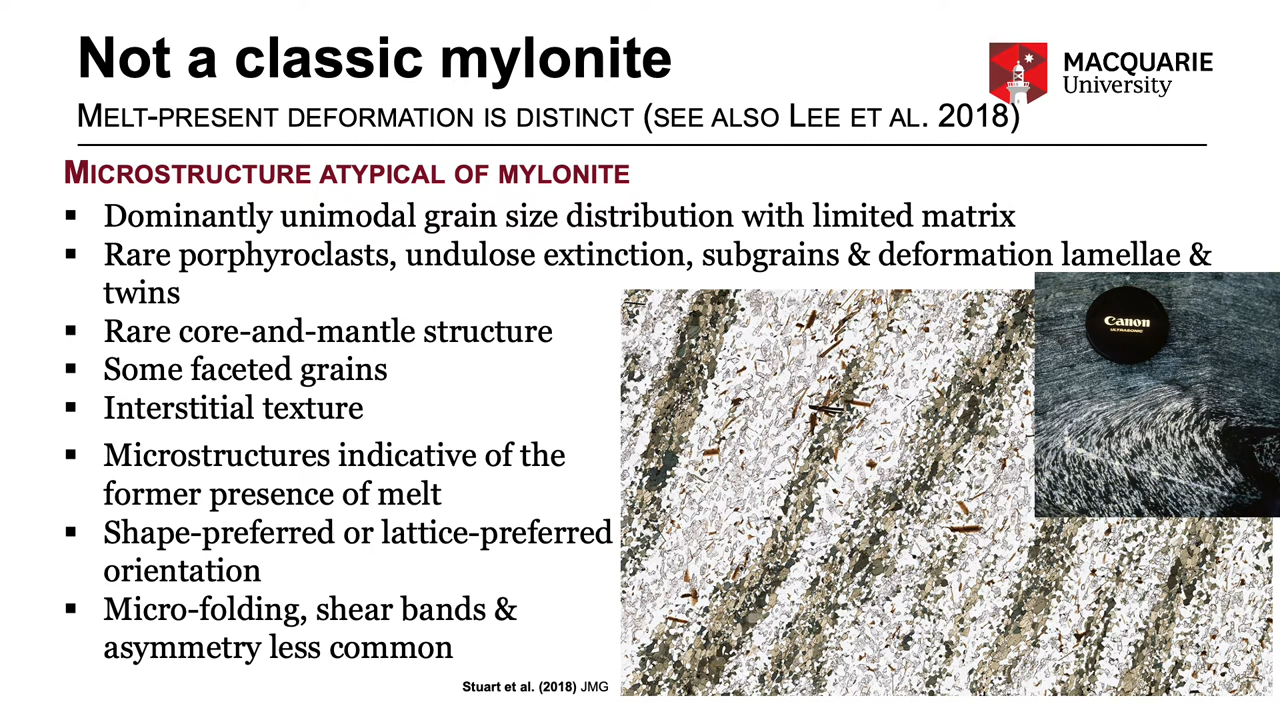 Not a classic mylonite
MACQUARIE
University
MELT-PRESENT DEFORMATION IS DISTINCT (SEE ALSO LEE ET AL. 2018)
MICROSTRUCTURE ATYPICAL OF MYLONITE
▪ Dominantly unimodal grain size distribution with limited matrix
▪ Rare porphyroclasts, undulose extinction, subgrains & deformation lamellae &
twins
▪ Rare core-and-mantle structure
▪ Some faceted grains
▪ Interstitial texture
▪ Microstructures indicative of the
former presence of melt
▪ Shape-preferred or lattice-preferred
orientation
▪ Micro-folding, shear bands &
asymmetry less common
Canon
ULTRASONIC
Stuart et al. (2018) JMG